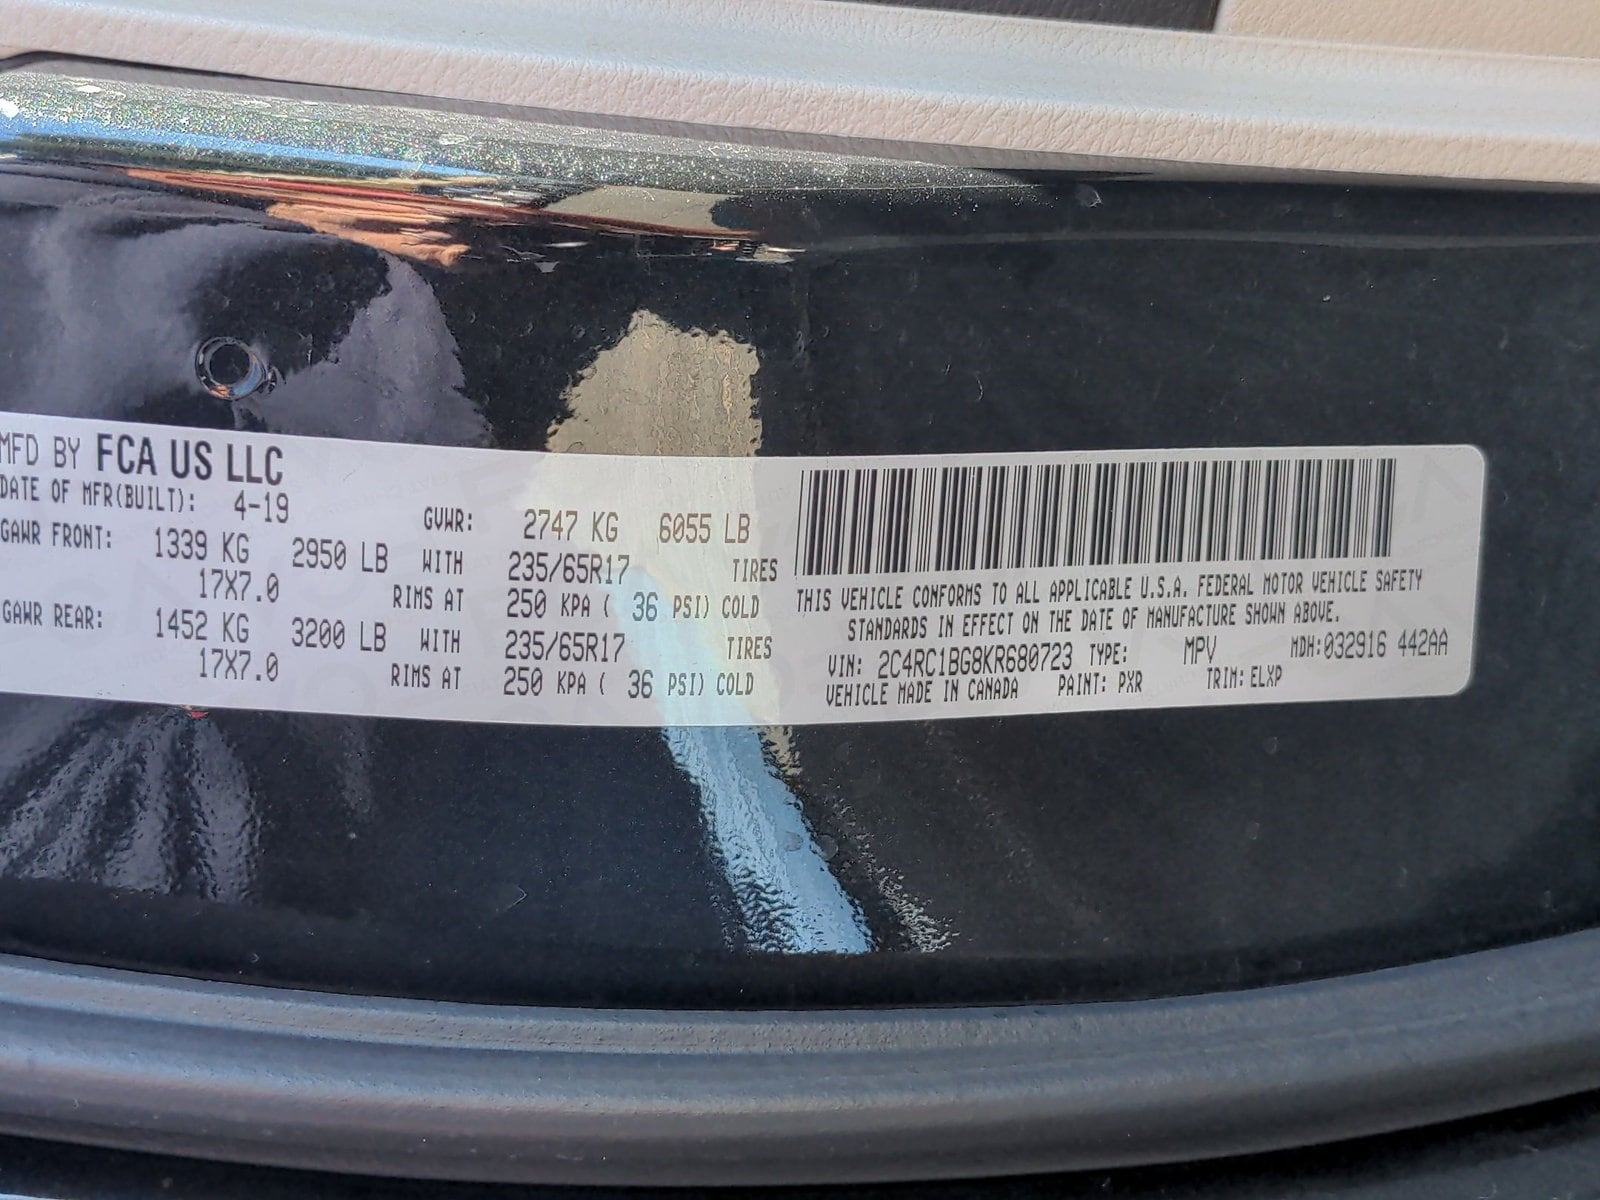 MFD BY FCA US LLC
DATE OF MFR(BUILT): 4-19
GVWR: 2747 KG 6055 LB
GAWR FRONT: 1339 KG 2950 LB WITH 235/65R17 TIRES
17X7.0 RIMS AT 250 KPA ( 36 PSI) COLD
GAWR REAR: 1452 KG 3200 LB WITH 235/65R17 TIRES
17X7.0 RIMS AT 250 KPA ( 36 PSI) COLD
THIS VEHICLE CONFORMS TO ALL APPLICABLE U.S.A. FEDERAL MOTOR VEHICLE SAFETY
STANDARDS IN EFFECT ON THE DATE OF MANUFACTURE SHOWN ABOVE.
VIN: 2C4RC1BG8KR680723 TYPE: MPV MDH:032916 442AA
VEHICLE MADE IN CANADA PAINT: PXR TRIM: ELXP